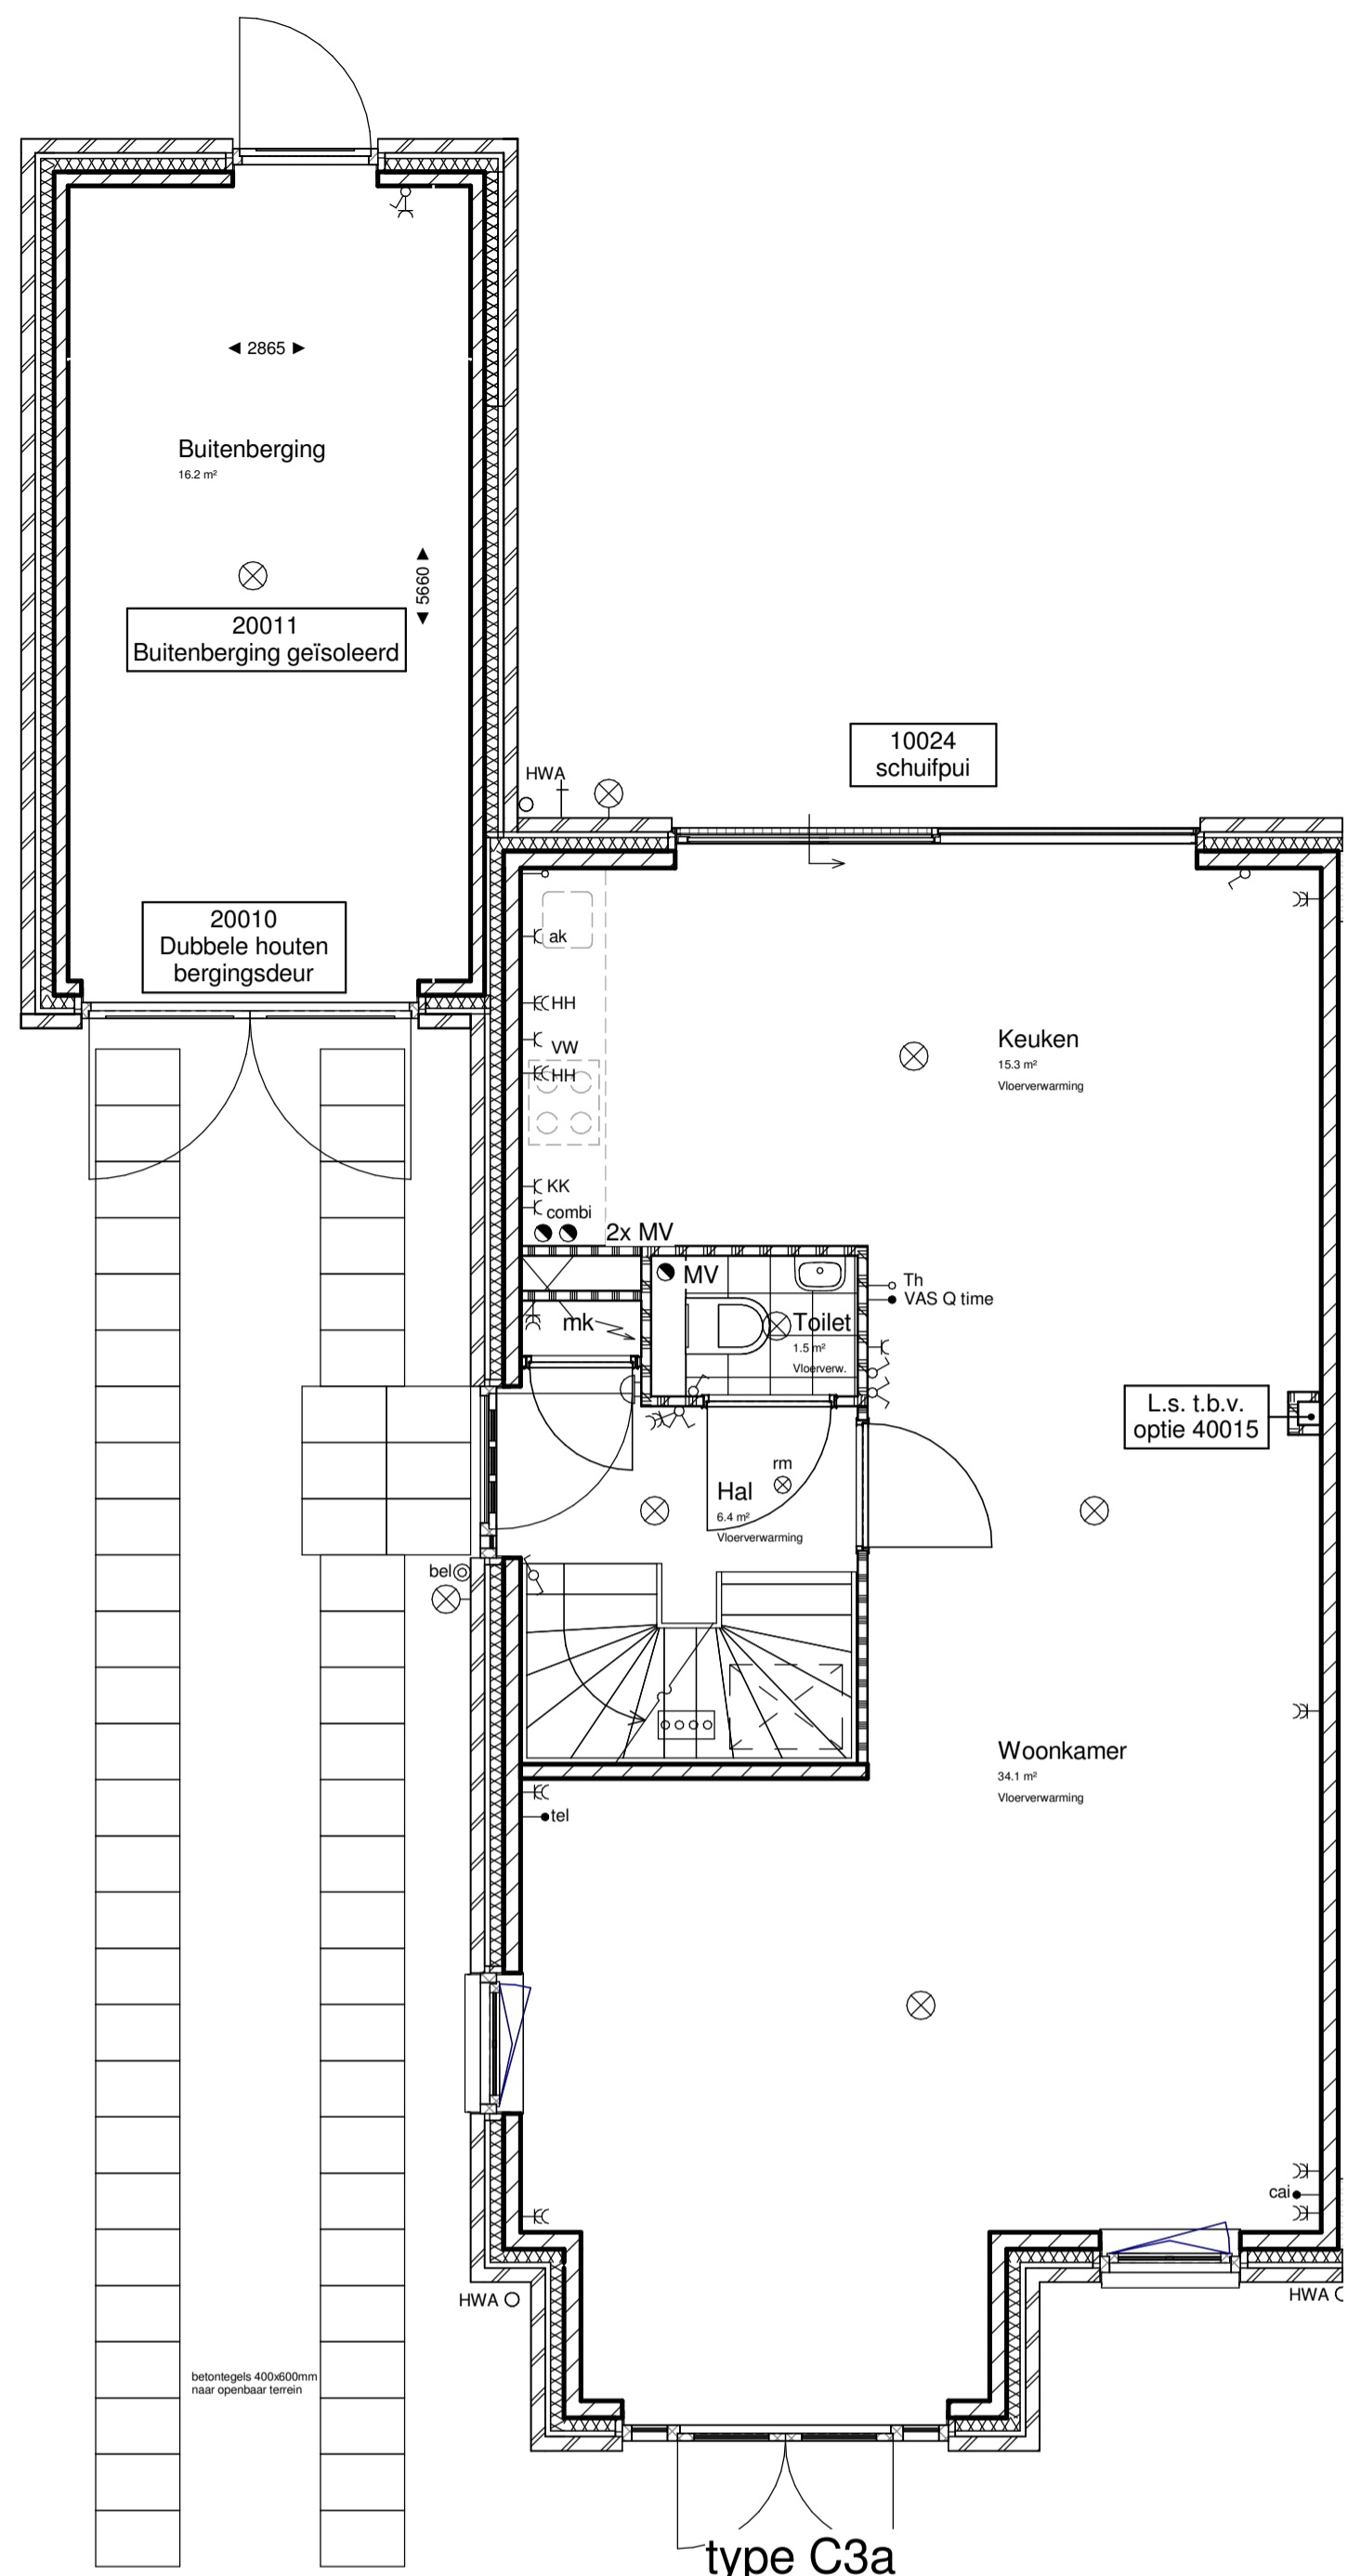 2865
Buitenberging
16.2 m²
5660
20011
Buitenberging geïsoleerd
10024
schuifpui
HWA
20010
Dubbele houten
bergingsdeur
ak
HH
VW
HH
Keuken
15.3 m²
Vloerverwarming
KK
combi
2x MV
MV
Th
VAS Q time
mk
Toilet
1.5 m²
Vloerverw.
L.s. t.b.v.
optie 40015
rm
Hal
6.4 m²
Vloerverwarming
bel
Woonkamer
34.1 m²
Vloerverwarming
tel
cai
HWA
HWA
betontegels 400x600mm
naar openbaar terrein
type C3a